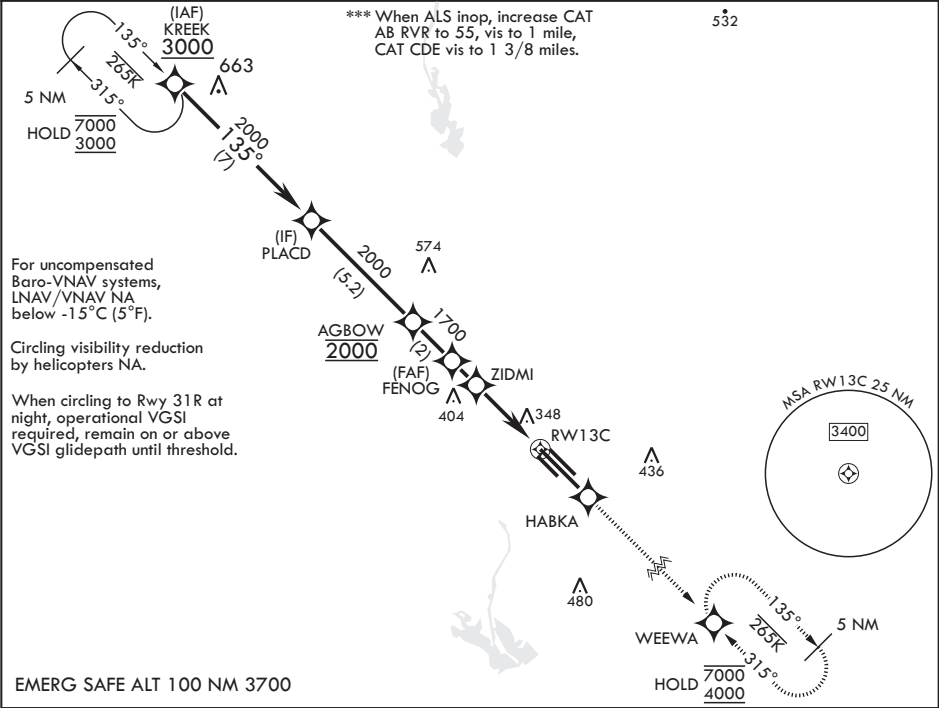 (IAF)
KREEK
3000
*** When ALS inop, increase CAT
AB RVR to 55, vis to 1 mile,
CAT CDE vis to 1 3/8 miles.
532
135°
265K
315°
663
5 NM
HOLD 7000
3000
2000
135°
(7)
(IF)
PLACD
574
2000
(5.2)
For uncompensated
Baro-VNAV systems,
LNAV/VNAV NA
below -15°C (5°F).
Circling visibility reduction
by helicopters NA.
When circling to Rwy 31R at
night, operational VGSI
required, remain on or above
VGSI glidepath until threshold.
AGBOW
2000
1700
(2)
(FAF)
FENOG
ZIDMI
404
348
RW13C
436
HABKA
MSA RW13C 25 NM
3400
480
WEEWA
135°
265K
315°
5 NM
HOLD 7000
4000
EMERG SAFE ALT 100 NM 3700